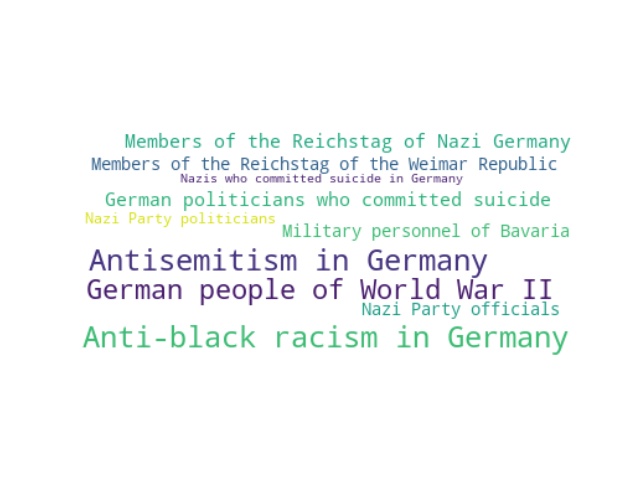 Members of the Reichstag of Nazi Germany
Members of the Reichstag of the Weimar Republic
Nazis who committed suicide in Germany
German politicians who committed suicide
Nazi Party politicians
Military personnel of Bavaria
Antisemitism in Germany
German people of World War II
Nazi Party officials
Anti-black racism in Germany